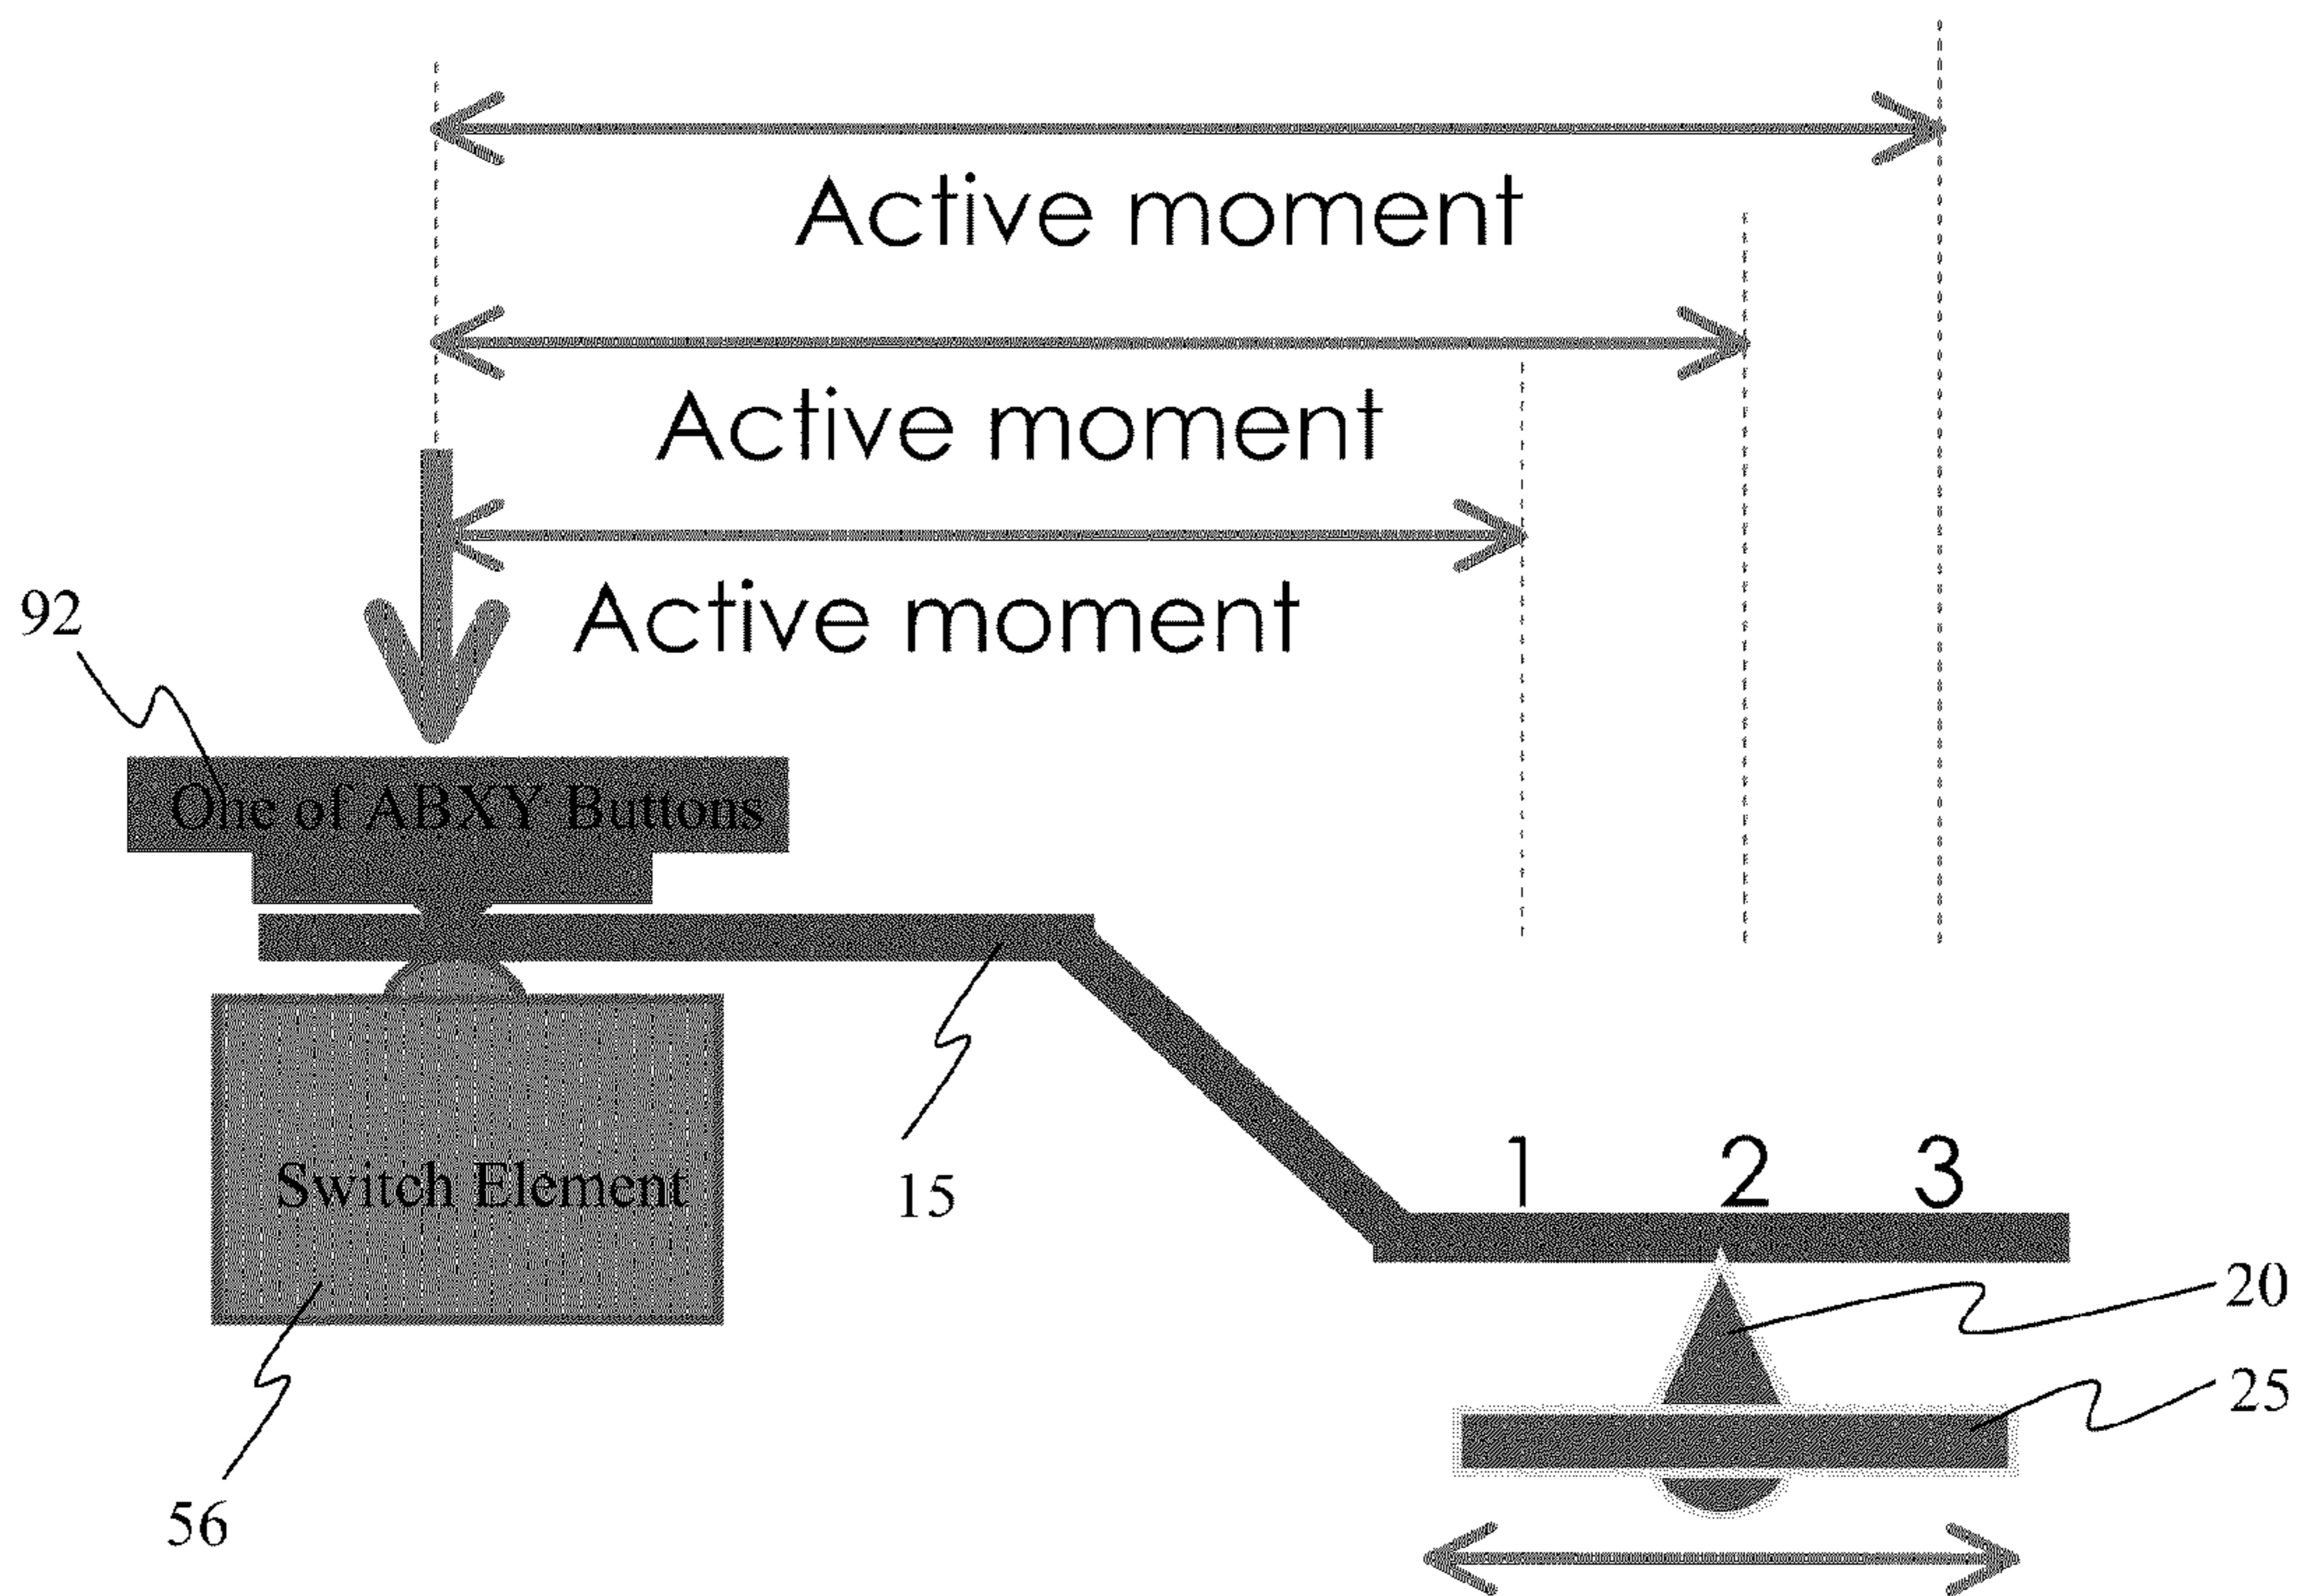 Active moment
Active moment
Active moment
92
One of ABXY Buttons
15
Switch Element
1 2 3
20
25
56